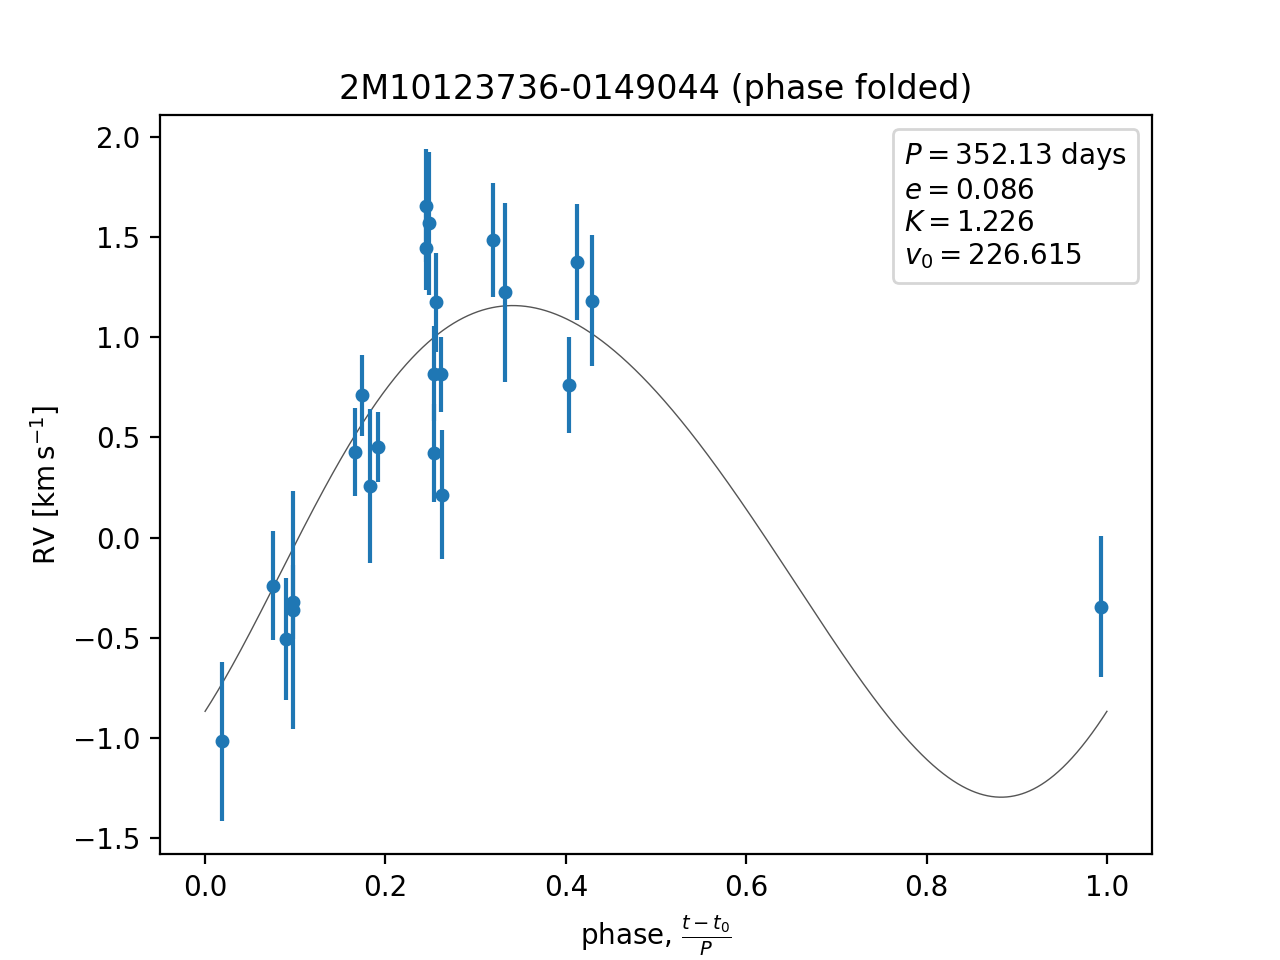 2M10123736-0149044 (phase folded)
P = 352.13 days
e = 0.086
K = 1.226
v₀ = 226.615
2.0
1.5
1.0
0.5
0.0
−0.5
−1.0
−1.5
RV [km s⁻¹]
0.0 0.2 0.4 0.6 0.8 1.0
phase, (t − t₀)/P